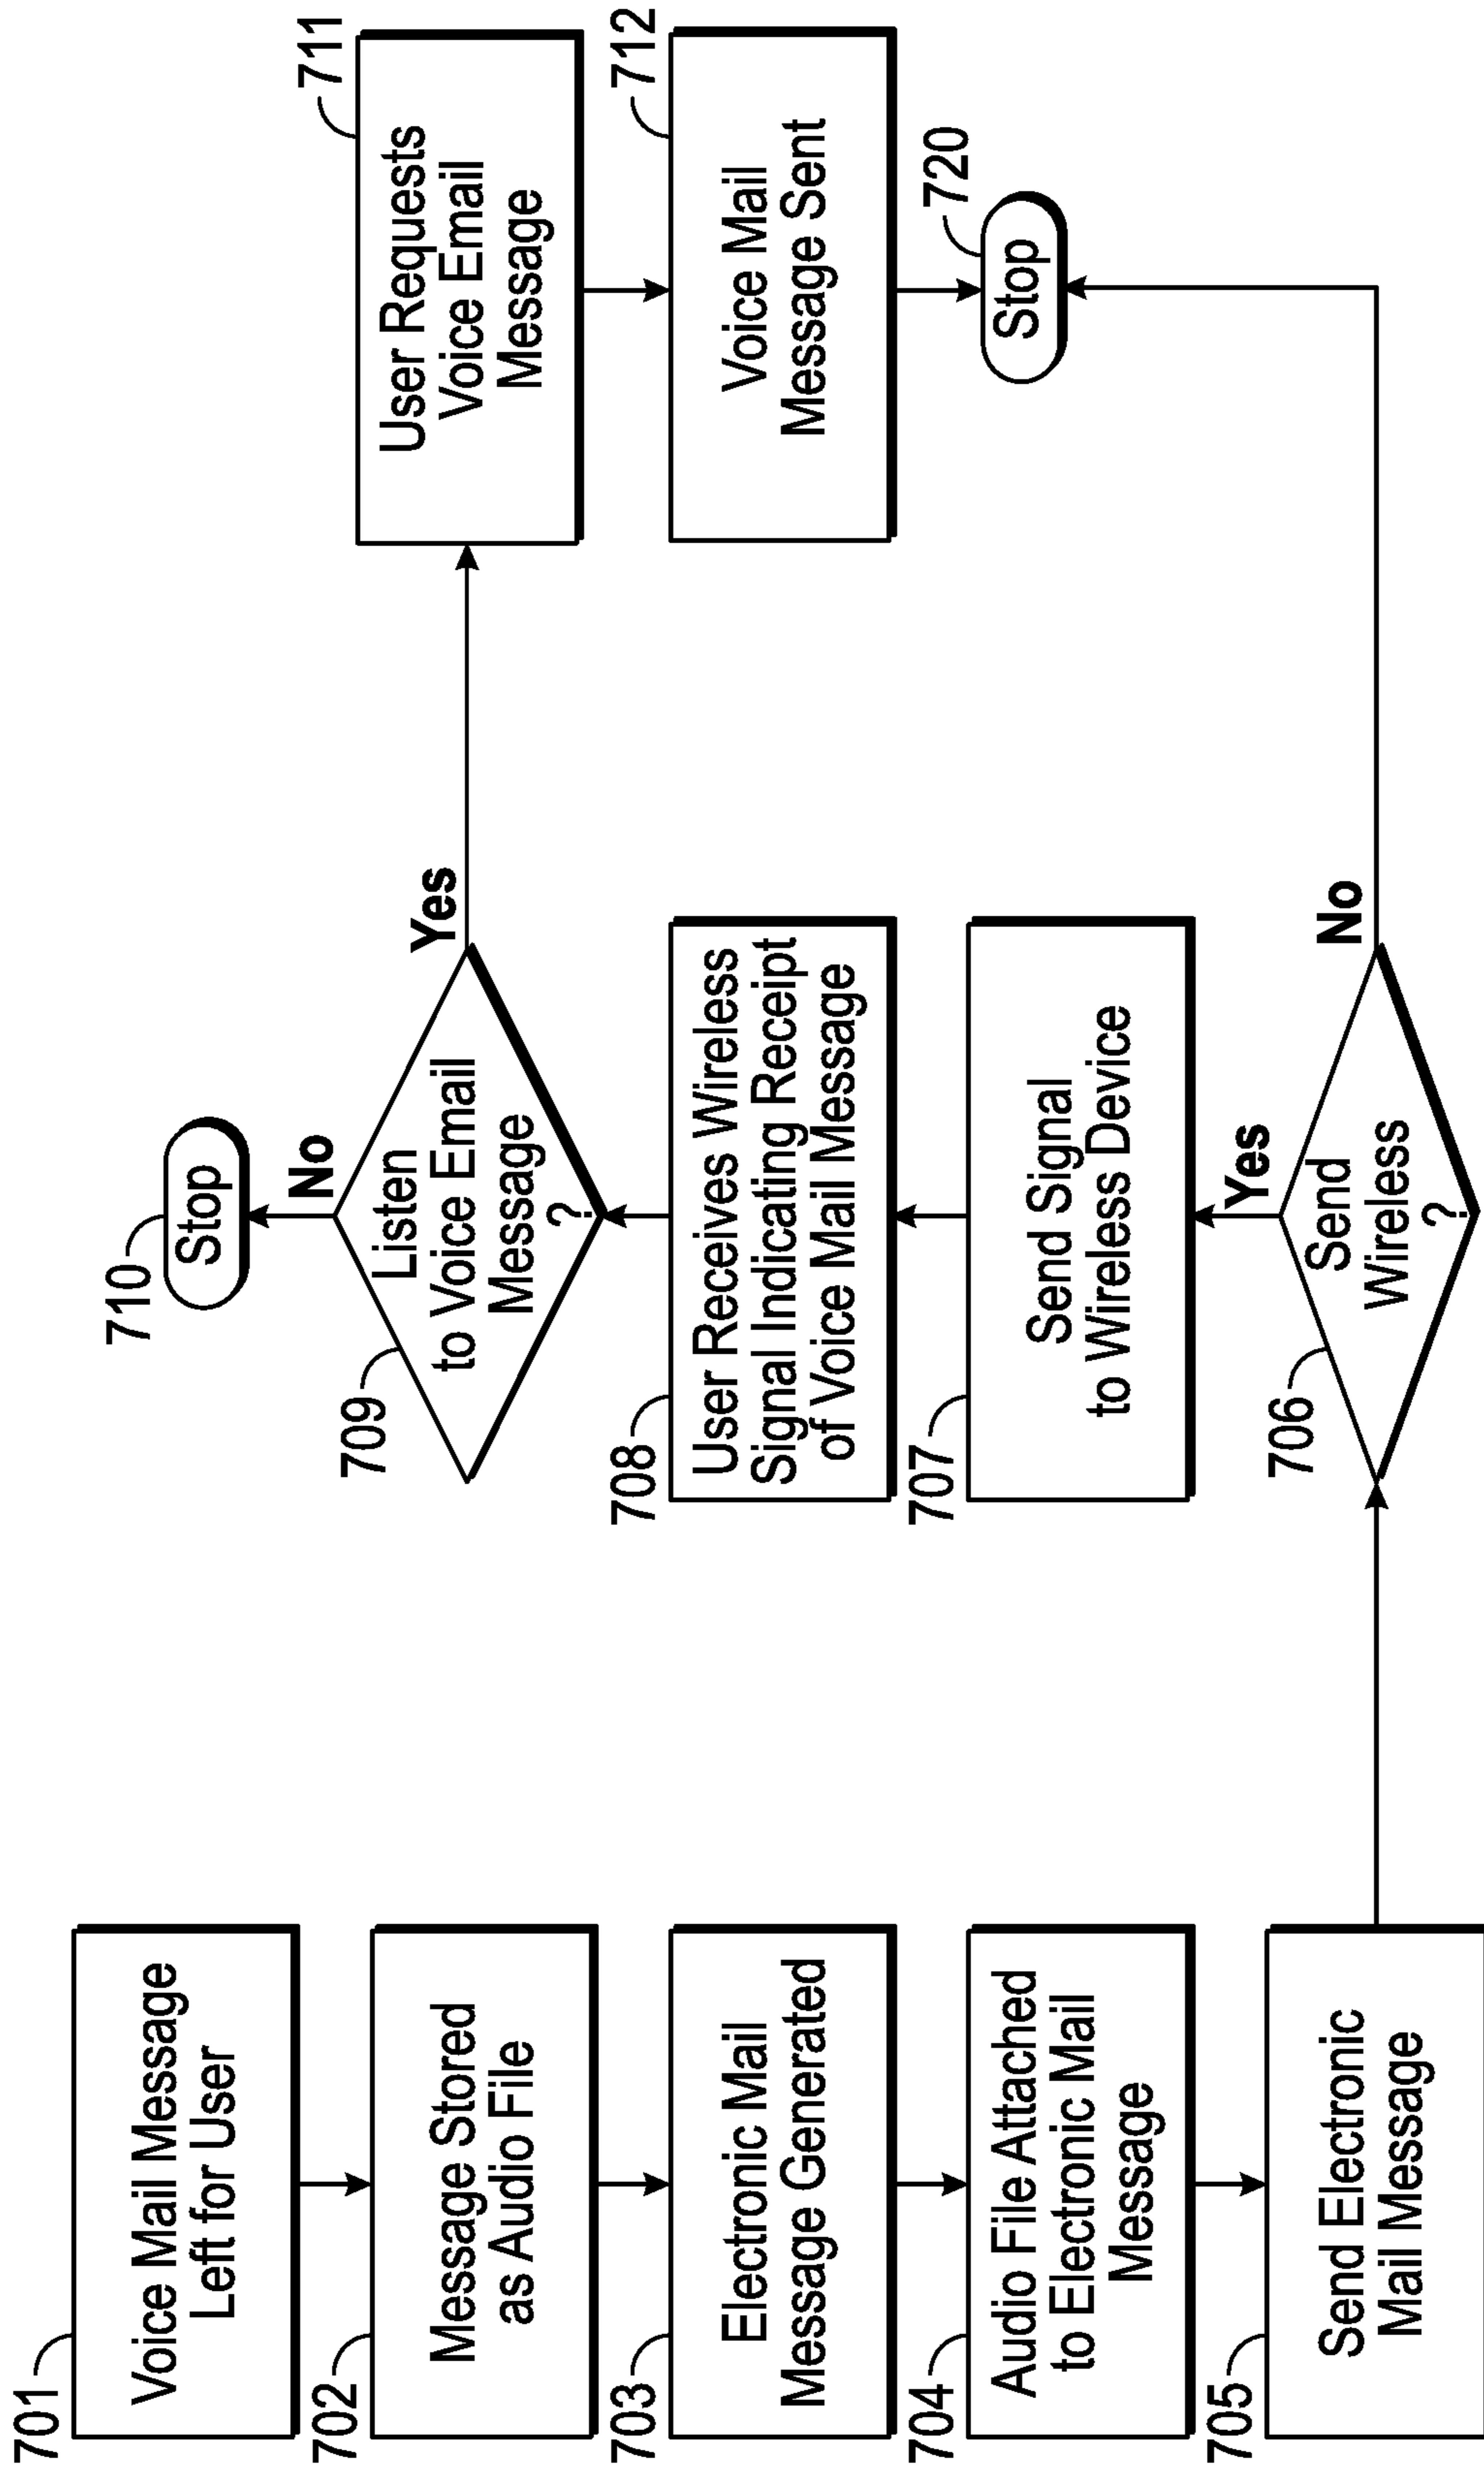 701
Voice Mail Message
Left for User
702
Message Stored
as Audio File
703
Electronic Mail
Message Generated
704
Audio File Attached
to Electronic Mail
Message
705
Send Electronic
Mail Message
706
Send
Wireless
?
Yes
No
707
Send Signal
to Wireless Device
708
User Receives Wireless
Signal Indicating Receipt
of Voice Mail Message
709
Listen
to Voice Email
Message
?
No
Yes
710
Stop
711
User Requests
Voice Email
Message
712
Voice Mail
Message Sent
720
Stop